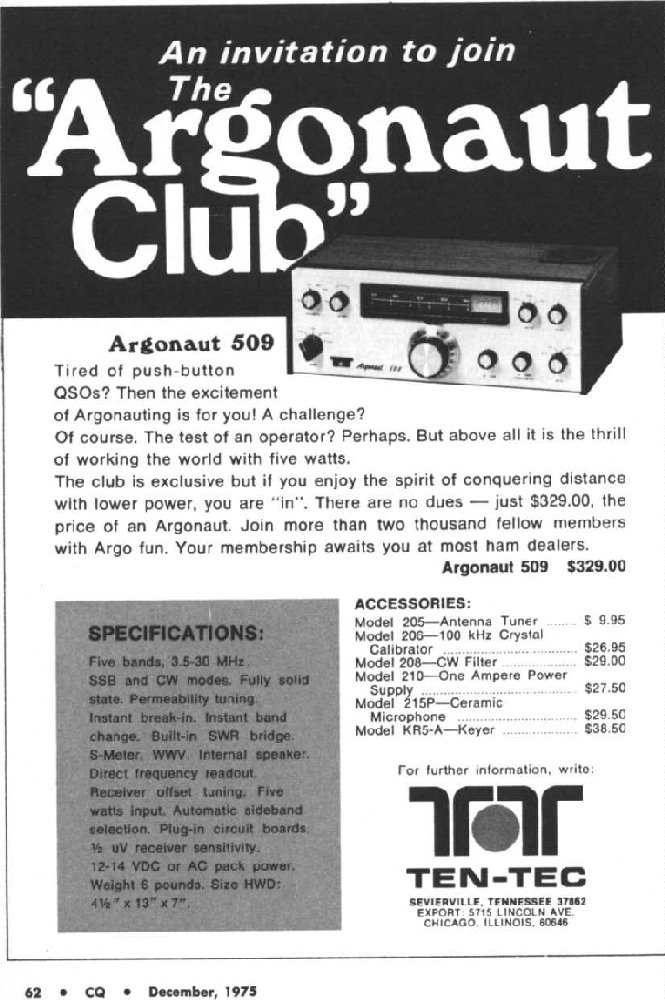 An invitation to join
The
"Argonaut
Club"
Argonaut 509
Tired of push-button
QSOs? Then the excitement
of Argonauting is for you! A challenge?
Of course. The test of an operator? Perhaps. But above all it is the thrill
of working the world with five watts.
The club is exclusive but if you enjoy the spirit of conquering distance
with lower power, you are "in". There are no dues — just $329.00, the
price of an Argonaut. Join more than two thousand fellow members
with Argo fun. Your membership awaits you at most ham dealers.
Argonaut 509 $329.00
SPECIFICATIONS:
Five bands, 3.5-30 MHz.
SSB and CW modes. Fully solid
state. Permeability tuning.
Instant break-in. Instant band
change. Built-in SWR bridge.
S-Meter. WWV. Internal speaker.
Direct frequency readout.
Receiver offset tuning. Five
watts input. Automatic sideband
selection. Plug-in circuit boards.
½ uV receiver sensitivity.
12-14 VDC or AC pack power.
Weight 6 pounds. Size HWD:
4½" x 13" x 7".
ACCESSORIES:
Model 205—Antenna Tuner ........ $ 9.95
Model 206—100 kHz Crystal
Calibrator ........ $26.95
Model 208—CW Filter ........ $29.00
Model 210—One Ampere Power
Supply ........ $27.50
Model 215P—Ceramic
Microphone ........ $29.50
Model KR5-A—Keyer ........ $38.50
For further information, write:
TEN-TEC
SEVIERVILLE, TENNESSEE 37862
EXPORT: 5715 LINCOLN AVE.
CHICAGO, ILLINOIS, 60646
62 • CQ • December, 1975